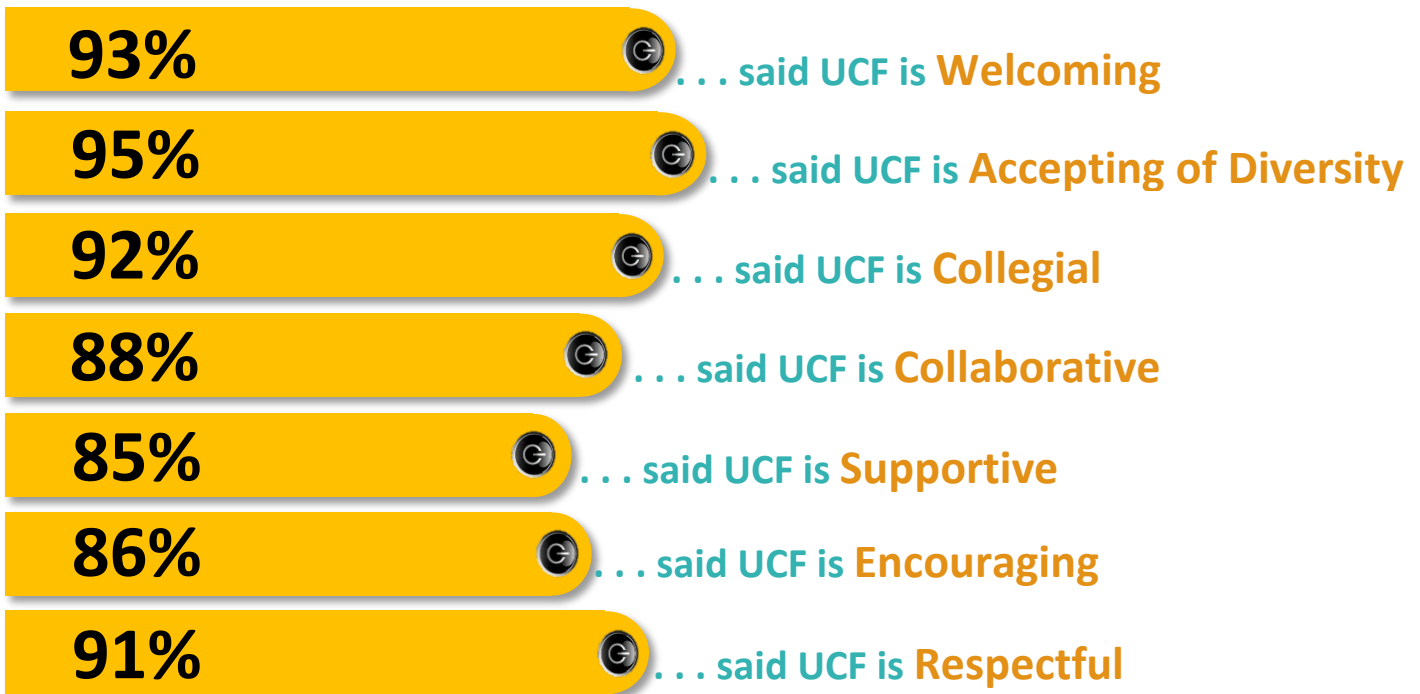 93% . . . said UCF is Welcoming
95% . . . said UCF is Accepting of Diversity
92% . . . said UCF is Collegial
88% . . . said UCF is Collaborative
85% . . . said UCF is Supportive
86% . . . said UCF is Encouraging
91% . . . said UCF is Respectful